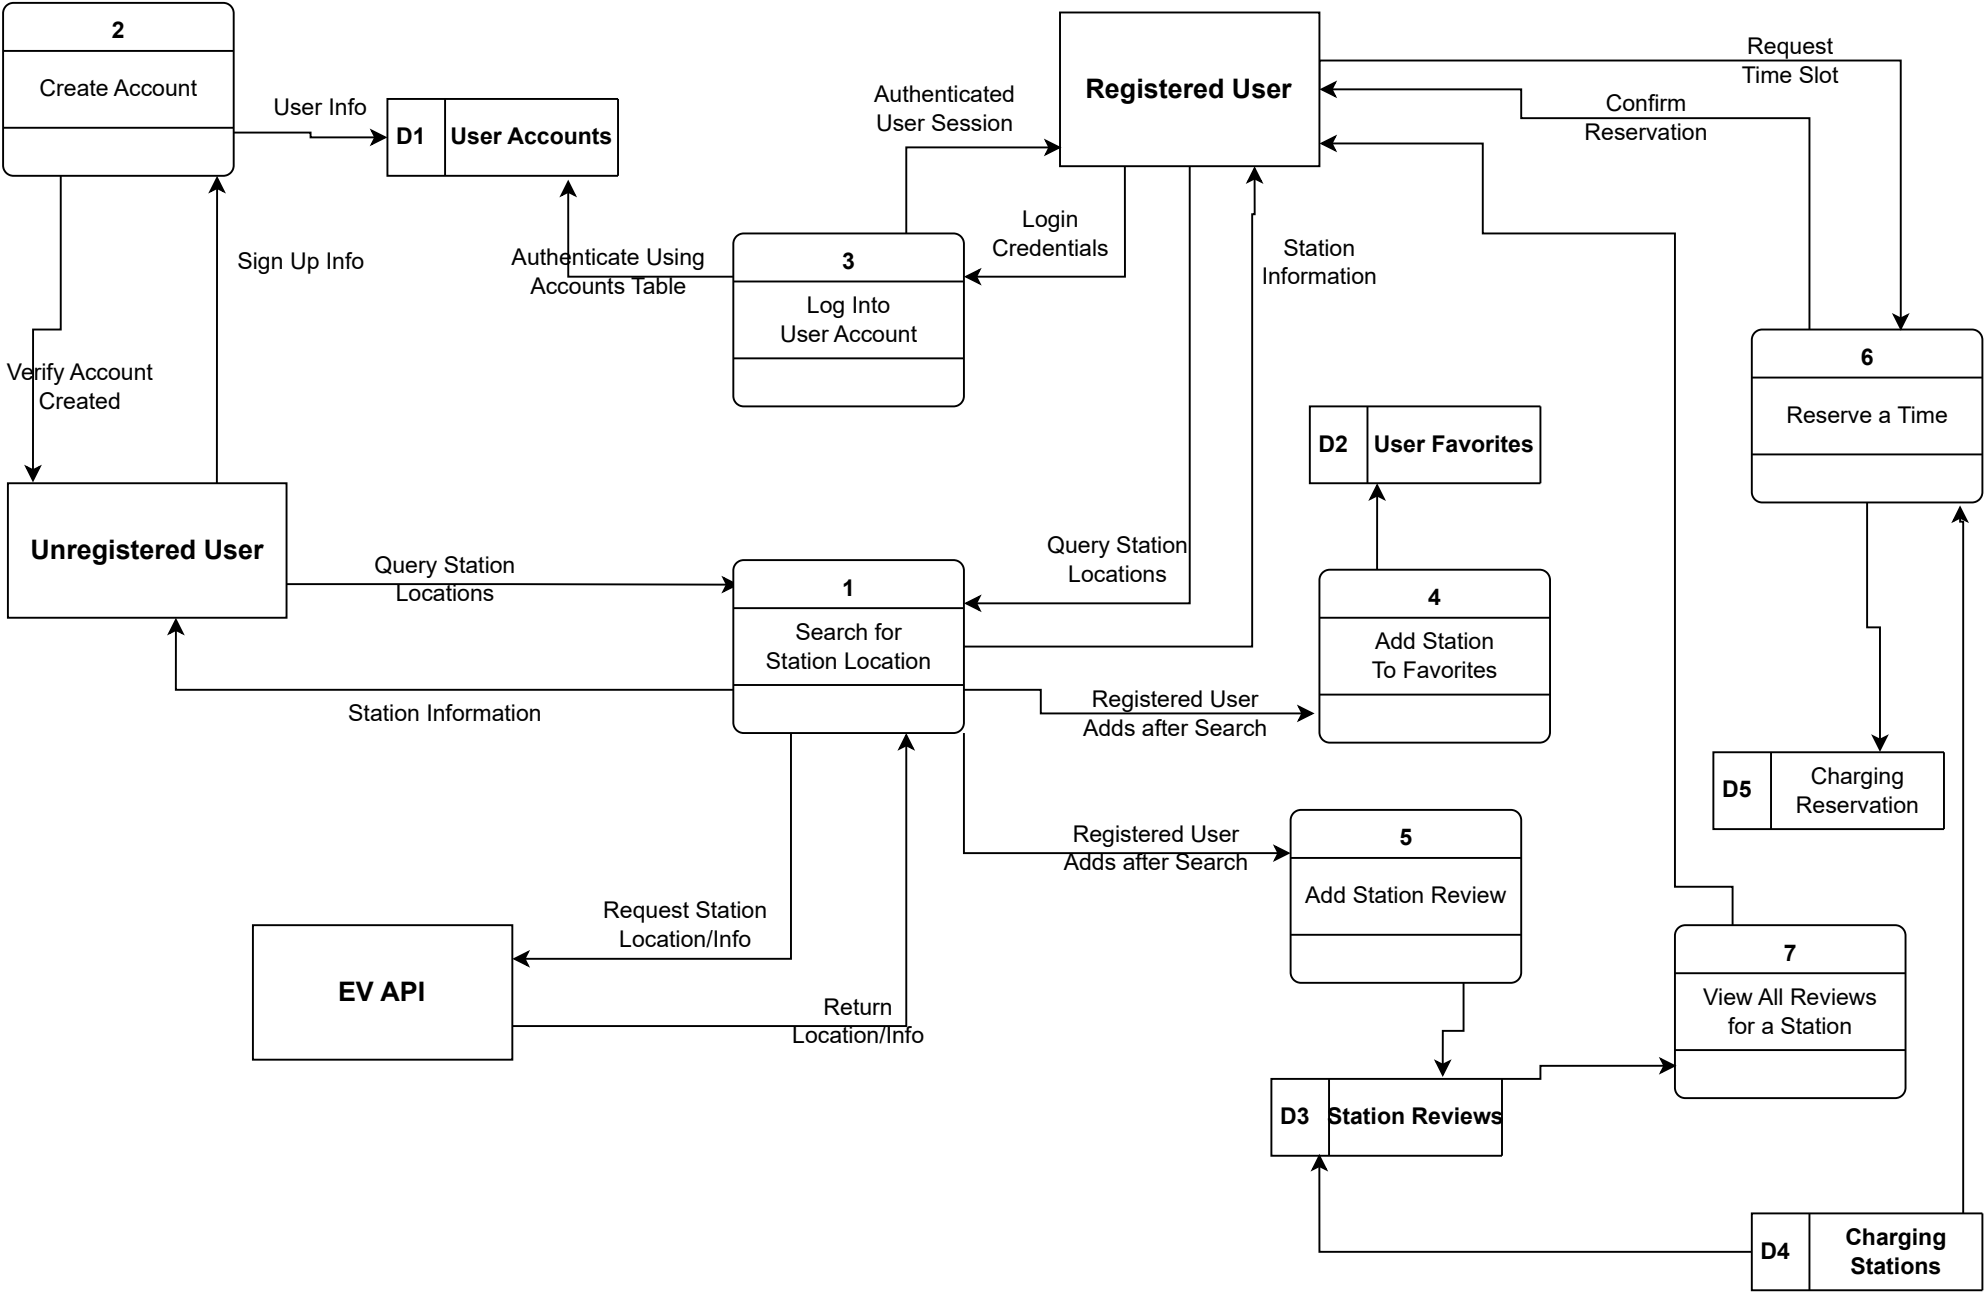 2
Create Account
User Info
D1
User Accounts
Authenticated
User Session
Registered User
Request
Time Slot
Confirm
Reservation
Sign Up Info
Authenticate Using
Accounts Table
3
Log Into
User Account
Login
Credentials
Station
Information
Verify Account
Created
6
Reserve a Time
D2
User Favorites
Unregistered User
Query Station
Locations
Query Station
Locations
1
Search for
Station Location
4
Add Station
To Favorites
Station Information
Registered User
Adds after Search
D5
Charging
Reservation
Registered User
Adds after Search
5
Add Station Review
Request Station
Location/Info
EV API
Return
Location/Info
7
View All Reviews
for a Station
D3
Station Reviews
D4
Charging
Stations